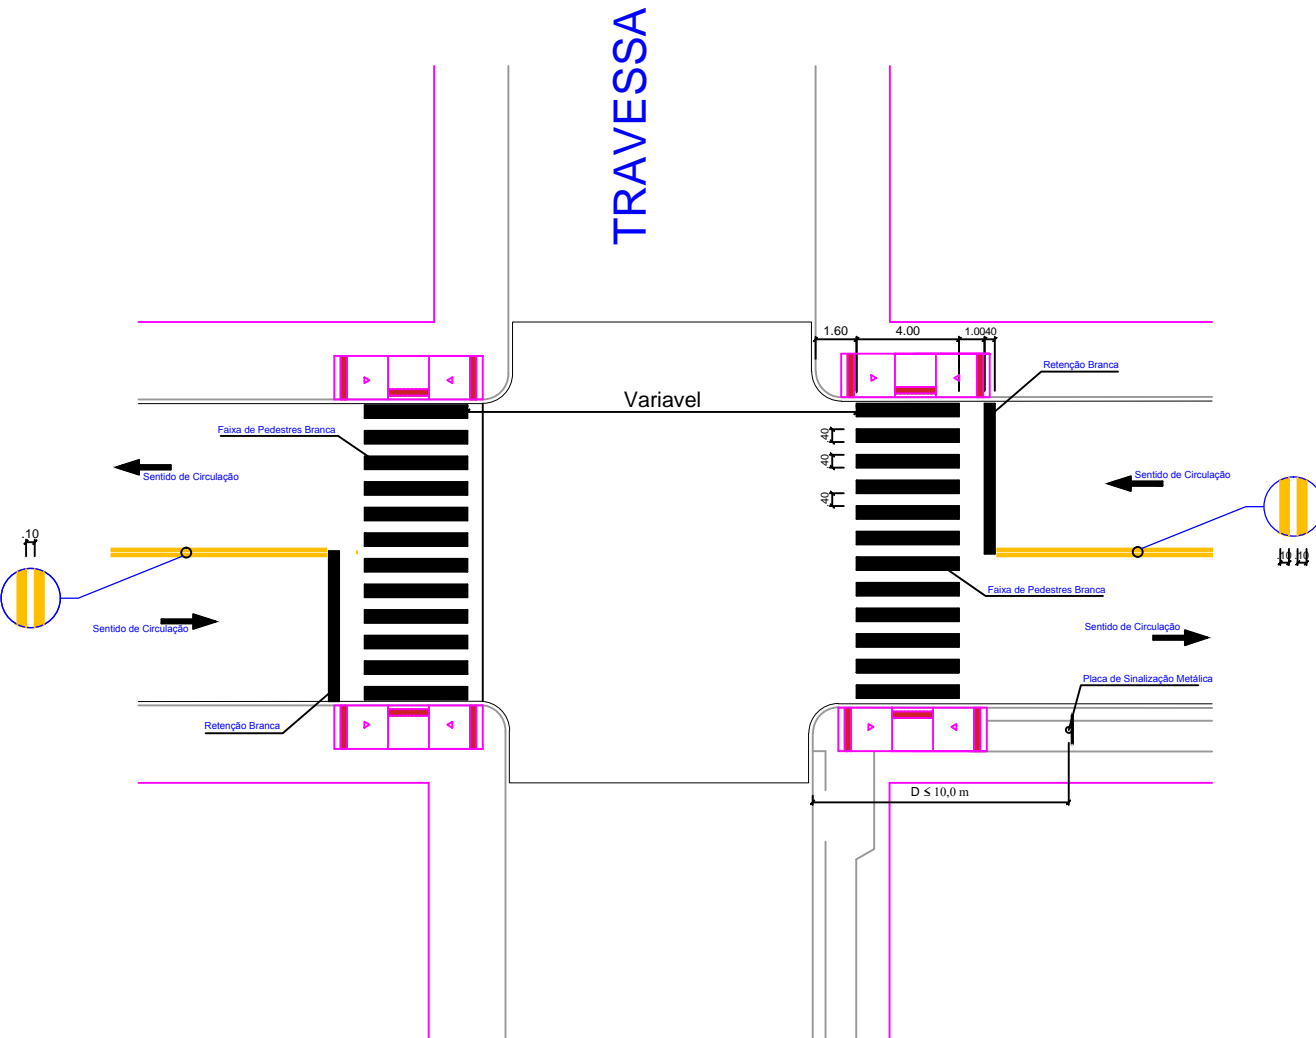 TRAVESSA
1.60
4.00
1.00
.40
Retenção Branca
Variavel
Faixa de Pedestres Branca
.40
.40
.40
Sentido de Circulação
Sentido de Circulação
.10
.10
.10
Faixa de Pedestres Branca
Sentido de Circulação
Sentido de Circulação
Placa de Sinalização Metálica
Retenção Branca
D ≤ 10,0 m